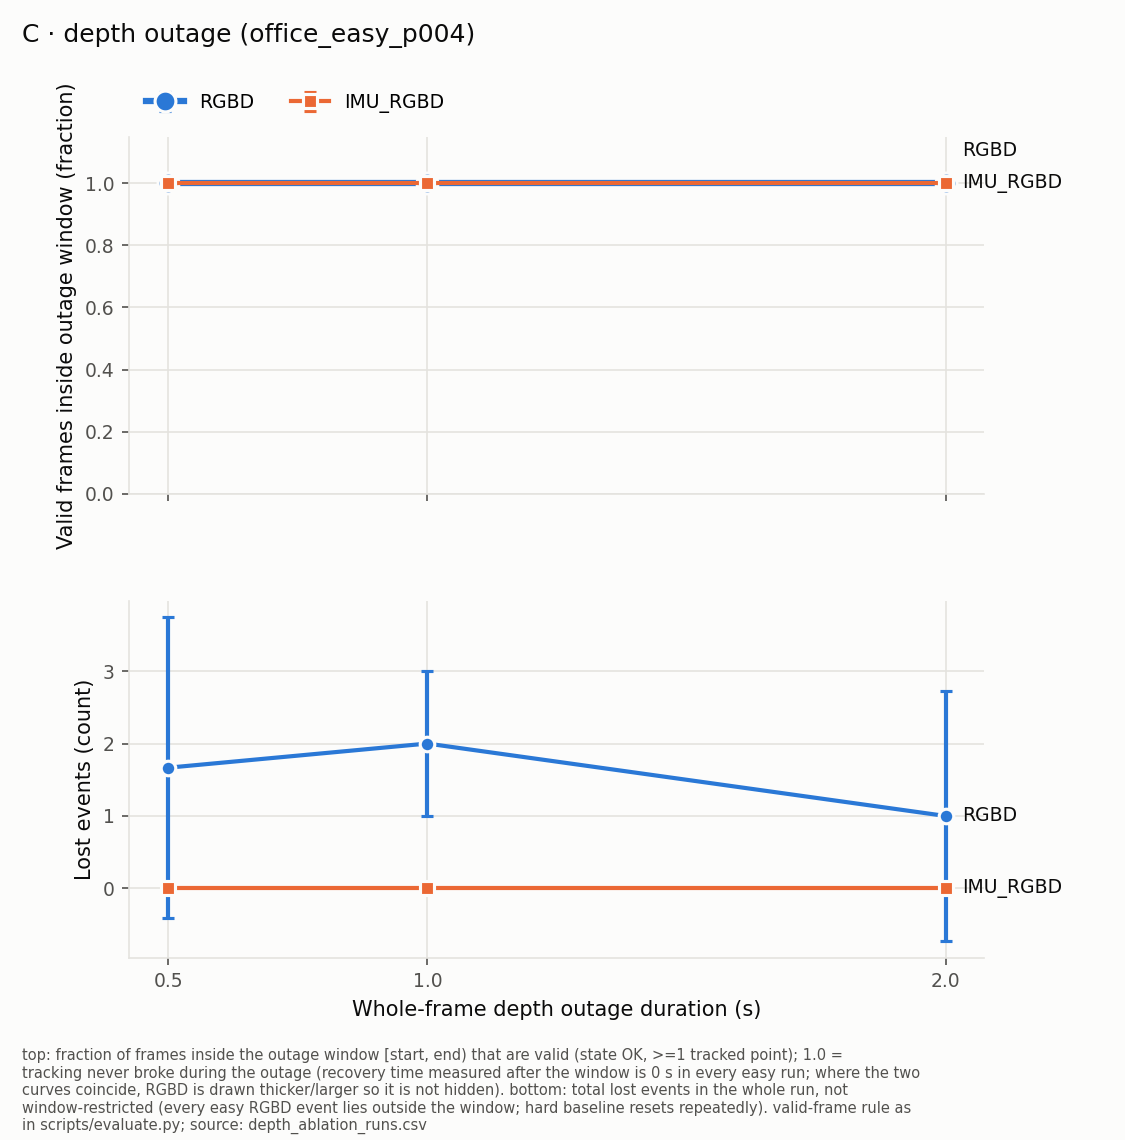 C · depth outage (office_easy_p004)
RGBD
IMU_RGBD
Valid frames inside outage window (fraction)
RGBD
IMU_RGBD
1.0
0.8
0.6
0.4
0.2
0.0
Lost events (count)
3
2
1
0
RGBD
IMU_RGBD
0.5
1.0
2.0
Whole-frame depth outage duration (s)
top: fraction of frames inside the outage window [start, end) that are valid (state OK, >=1 tracked point); 1.0 =
tracking never broke during the outage (recovery time measured after the window is 0 s in every easy run; where the two
curves coincide, RGBD is drawn thicker/larger so it is not hidden). bottom: total lost events in the whole run, not
window-restricted (every easy RGBD event lies outside the window; hard baseline resets repeatedly). valid-frame rule as
in scripts/evaluate.py; source: depth_ablation_runs.csv